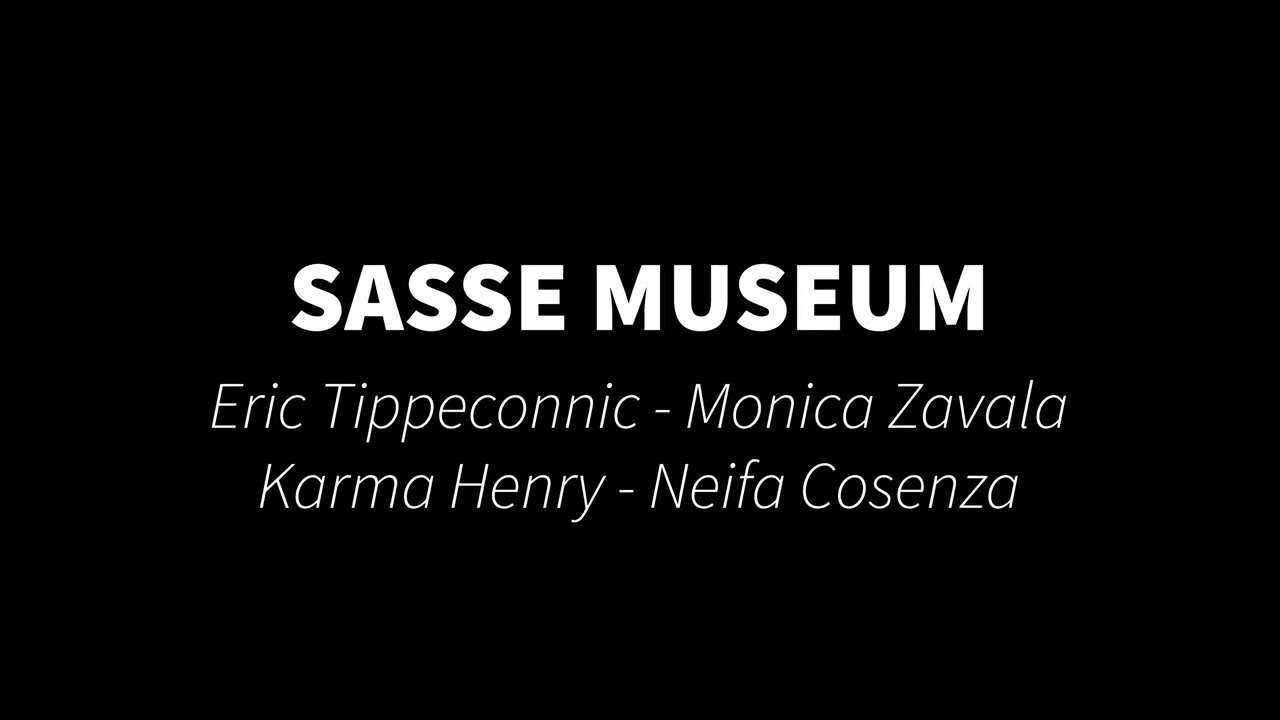 SASSE MUSEUM
Eric Tippeconnic - Monica Zavala
Karma Henry - Neifa Cosenza